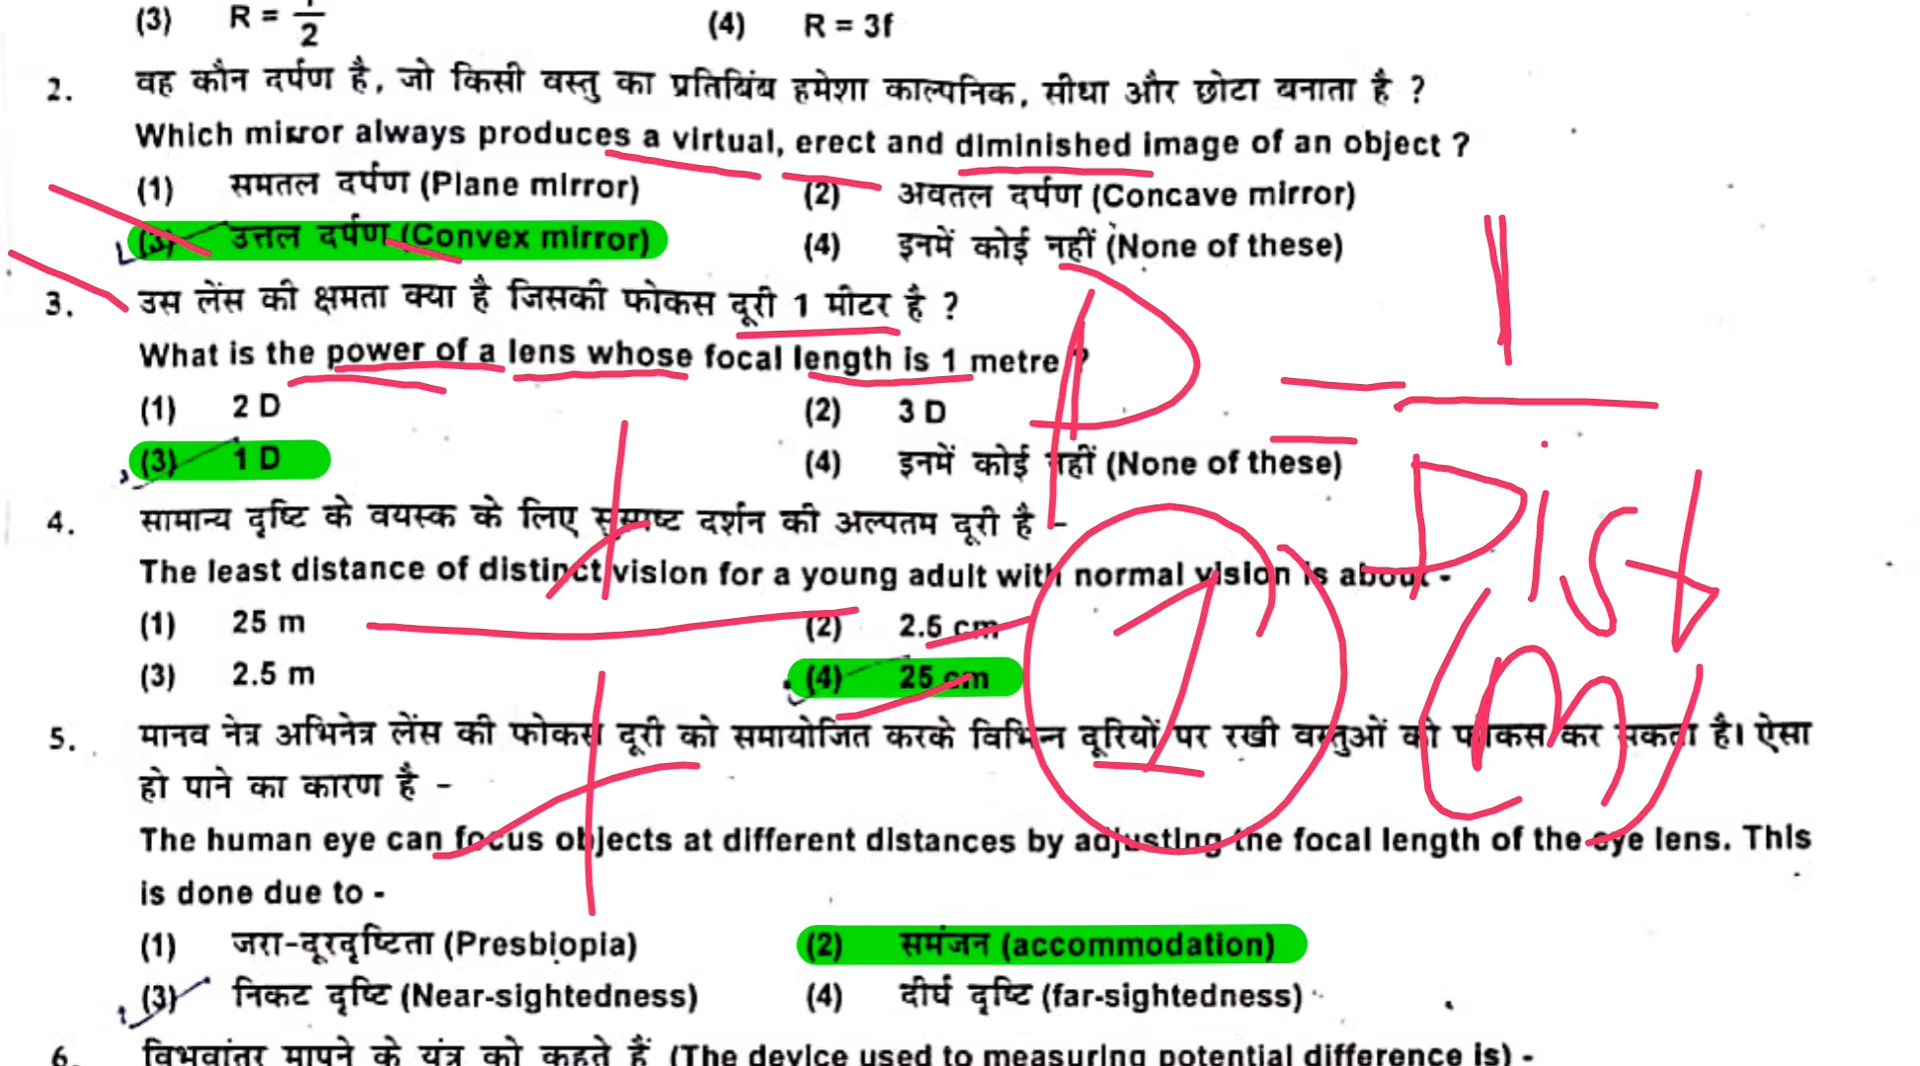 (3) R = f/2 (4) R = 3f
2. वह कौन दर्पण है, जो किसी वस्तु का प्रतिबिंब हमेशा काल्पनिक, सीधा और छोटा बनाता है ?
Which mirror always produces a virtual, erect and diminished image of an object ?
(1) समतल दर्पण (Plane mirror) (2) अवतल दर्पण (Concave mirror)
(3) उत्तल दर्पण (Convex mirror) (4) इनमें कोई नहीं (None of these)
3. उस लेंस की क्षमता क्या है जिसकी फोकस दूरी 1 मीटर है ?
What is the power of a lens whose focal length is 1 metre ?
(1) 2 D (2) 3 D
(3) 1 D (4) इनमें कोई नहीं (None of these)
P = 1
Dist
(m)
1
4. सामान्य दृष्टि के वयस्क के लिए सुस्पष्ट दर्शन की अल्पतम दूरी है -
The least distance of distinct vision for a young adult with normal vision is about -
(1) 25 m (2) 2.5 cm
(3) 2.5 m (4) 25 cm
5. मानव नेत्र अभिनेत्र लेंस की फोकस दूरी को समायोजित करके विभिन्न दूरियों पर रखी वस्तुओं को फोकस कर सकता है। ऐसा
हो पाने का कारण है -
The human eye can focus objects at different distances by adjusting the focal length of the eye lens. This
is done due to -
(1) जरा-दूरदृष्टिता (Presbiopia) (2) समंजन (accommodation)
(3) निकट दृष्टि (Near-sightedness) (4) दीर्घ दृष्टि (far-sightedness)
6. विभवांतर मापने के यंत्र को कहते हैं (The device used to measuring potential difference is) -